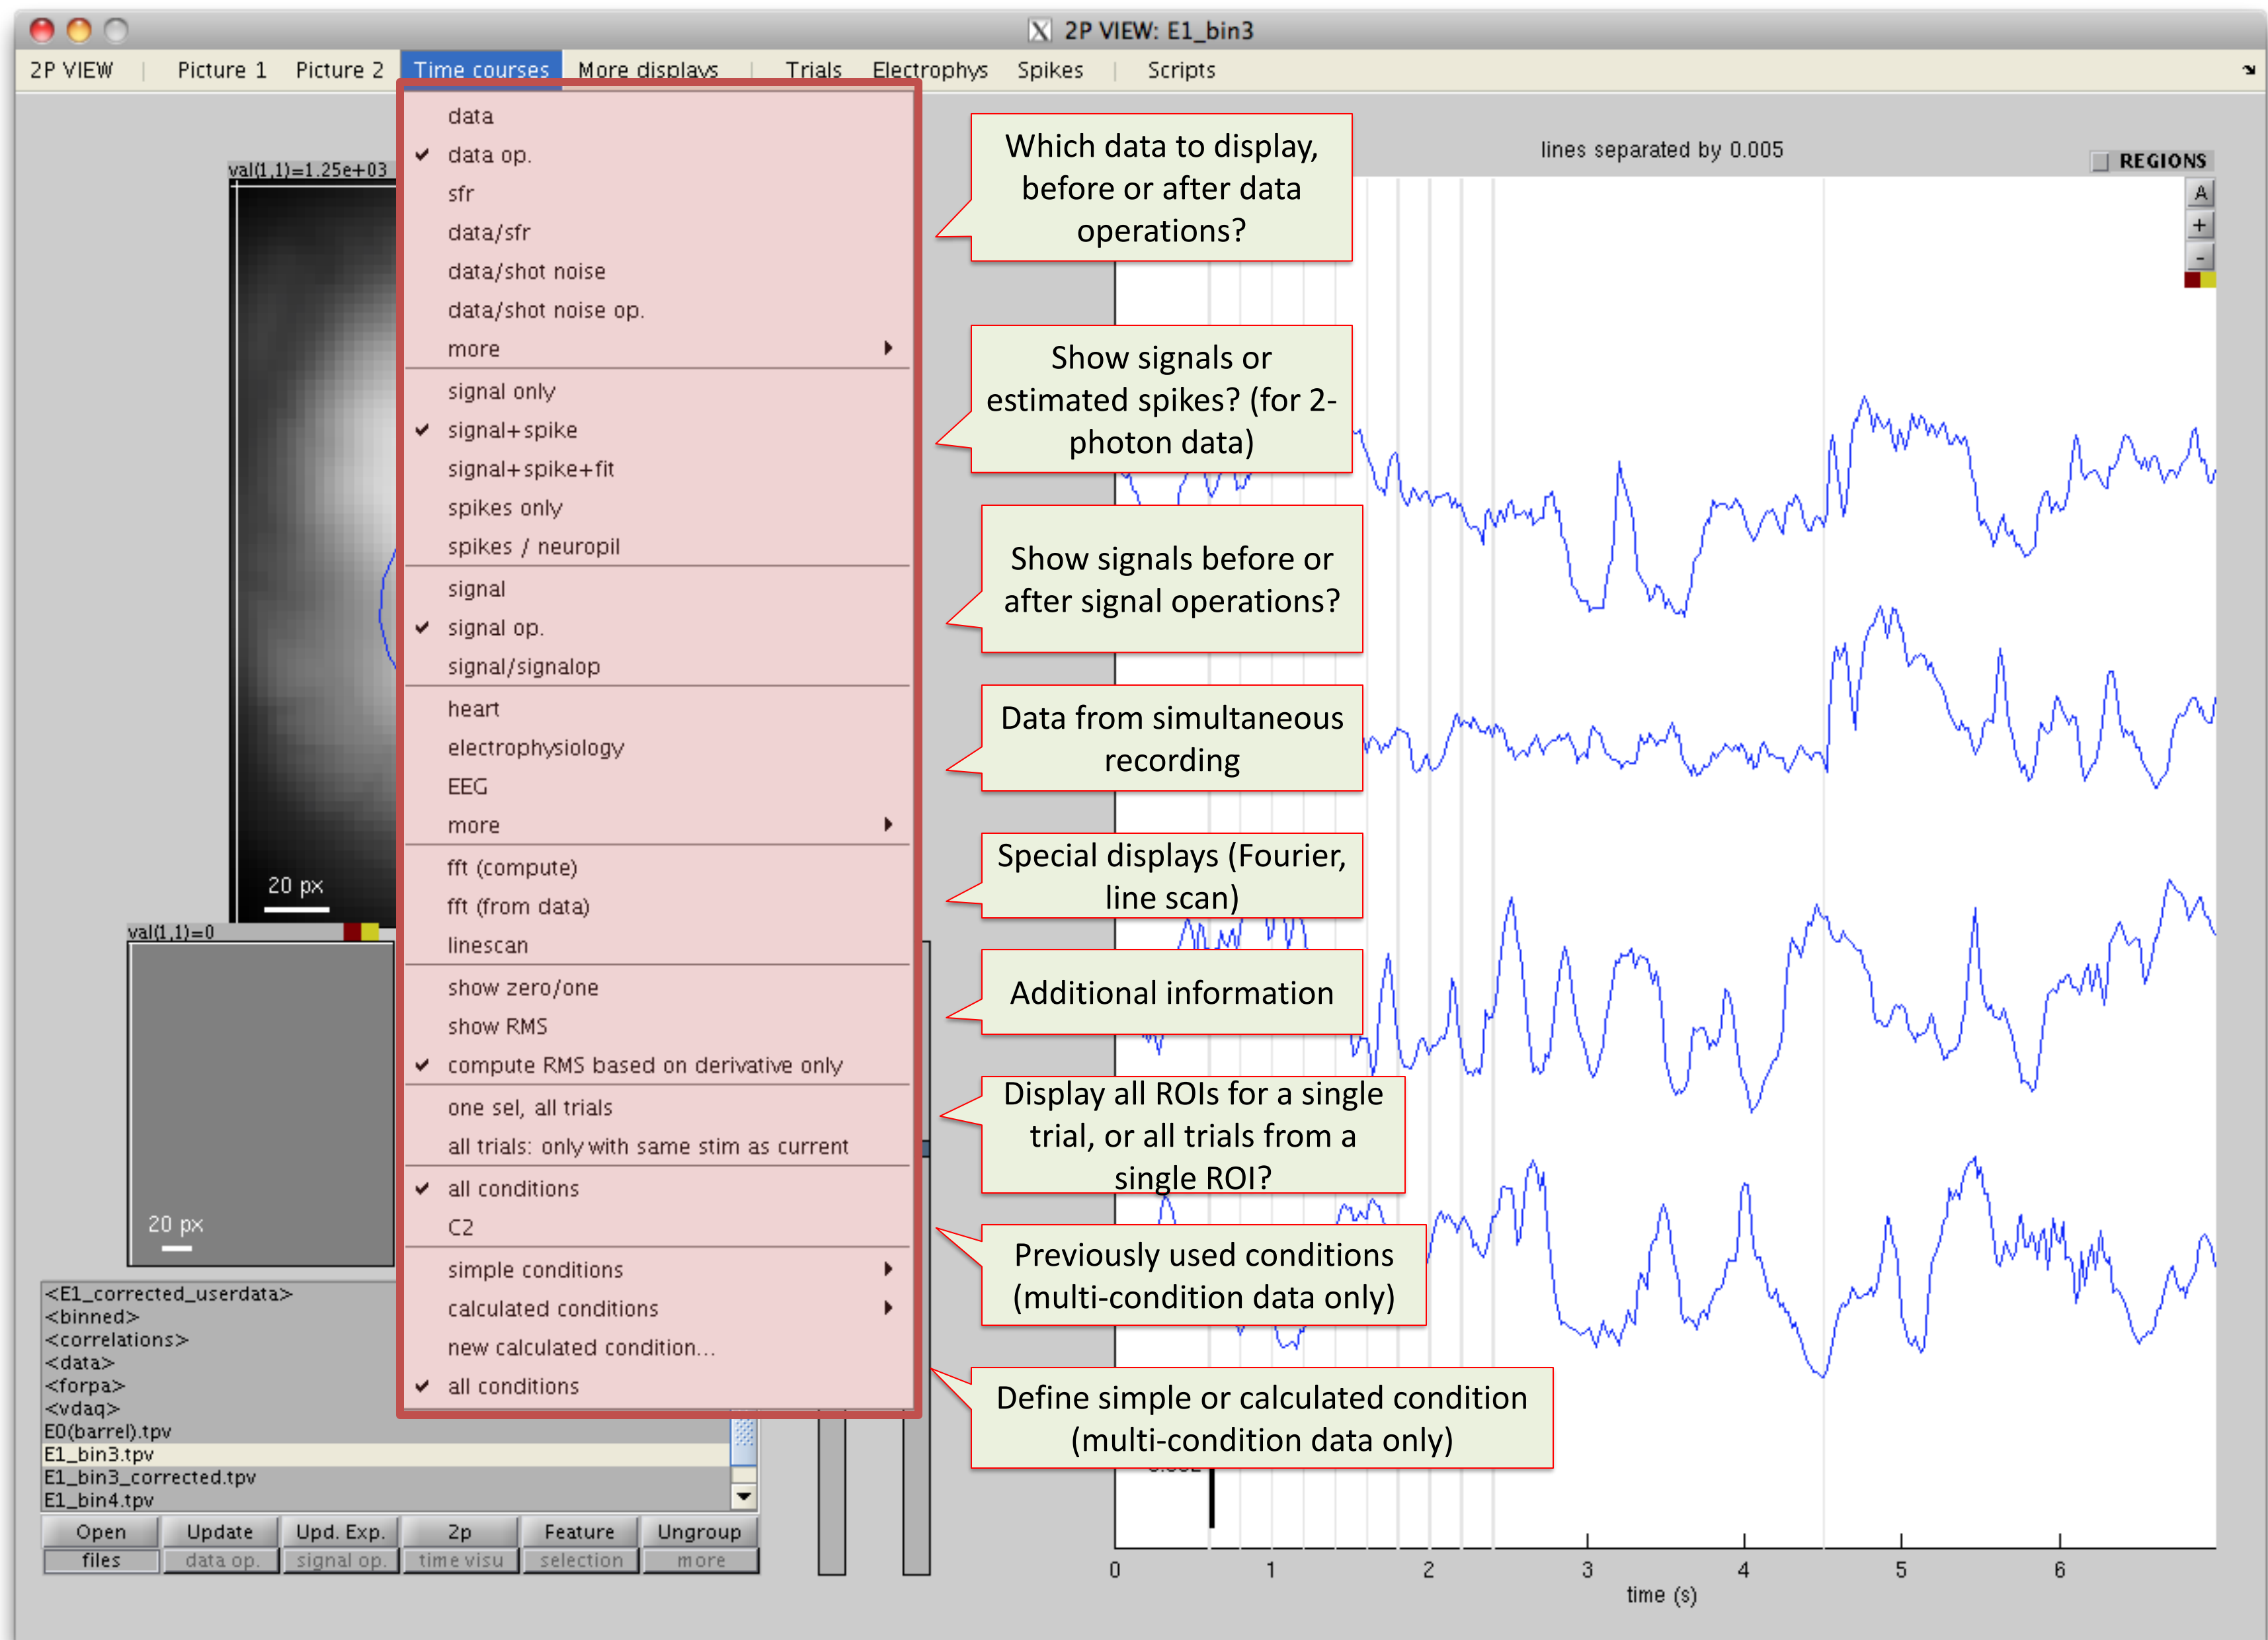 2P VIEW: E1_bin3
2P VIEW | Picture 1 Picture 2 Time courses More displays | Trials Electrophys Spikes | Scripts
val(1,1)=1.25e+03
20 px
val(1,1)=0
20 px
data
data op.
sfr
data/sfr
data/shot noise
data/shot noise op.
more
signal only
signal+spike
signal+spike+fit
spikes only
spikes / neuropil
signal
signal op.
signal/signalop
heart
electrophysiology
EEG
more
fft (compute)
fft (from data)
linescan
show zero/one
show RMS
compute RMS based on derivative only
one sel, all trials
all trials: only with same stim as current
all conditions
C2
simple conditions
calculated conditions
new calculated condition...
all conditions
Which data to display,
before or after data
operations?
Show signals or
estimated spikes? (for 2-
photon data)
Show signals before or
after signal operations?
Data from simultaneous
recording
Special displays (Fourier,
line scan)
Additional information
Display all ROIs for a single
trial, or all trials from a
single ROI?
Previously used conditions
(multi-condition data only)
Define simple or calculated condition
(multi-condition data only)
lines separated by 0.005
REGIONS
A
+
-
0 1 2 3 4 5 6
time (s)
<E1_corrected_userdata>
<binned>
<correlations>
<data>
<forpa>
<vdaq>
E0(barrel).tpv
E1_bin3.tpv
E1_bin3_corrected.tpv
E1_bin4.tpv
Open Update Upd. Exp. 2p Feature Ungroup
files data op. signal op. time visu selection more